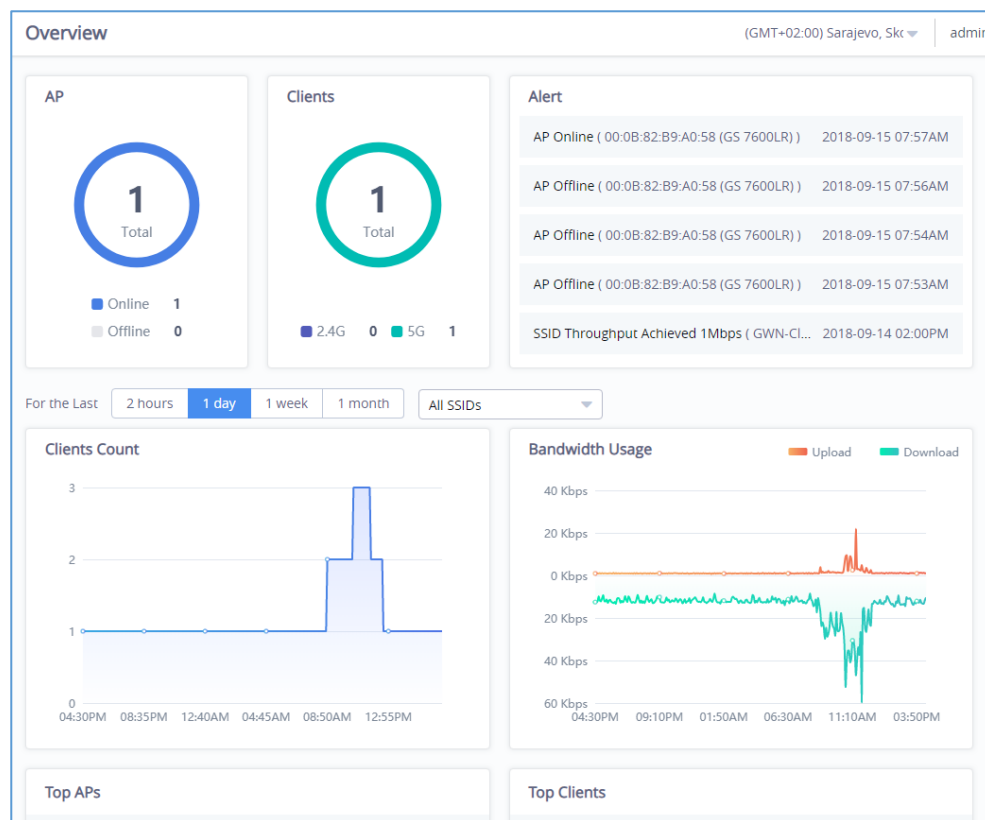 Overview
(GMT+02:00) Sarajevo, Skc
admin
AP
1
Total
Online 1
Offline 0
Clients
1
Total
2.4G 0 5G 1
Alert
AP Online ( 00:0B:82:B9:A0:58 (GS 7600LR) ) 2018-09-15 07:57AM
AP Offline ( 00:0B:82:B9:A0:58 (GS 7600LR) ) 2018-09-15 07:56AM
AP Offline ( 00:0B:82:B9:A0:58 (GS 7600LR) ) 2018-09-15 07:54AM
AP Offline ( 00:0B:82:B9:A0:58 (GS 7600LR) ) 2018-09-15 07:53AM
SSID Throughput Achieved 1Mbps ( GWN-Cl... 2018-09-14 02:00PM
For the Last 2 hours 1 day 1 week 1 month All SSIDs
Clients Count
3
2
1
0
04:30PM 08:35PM 12:40AM 04:45AM 08:50AM 12:55PM
Bandwidth Usage Upload Download
40 Kbps
20 Kbps
0 Kbps
20 Kbps
40 Kbps
60 Kbps
04:30PM 09:10PM 01:50AM 06:30AM 11:10AM 03:50PM
Top APs
Top Clients